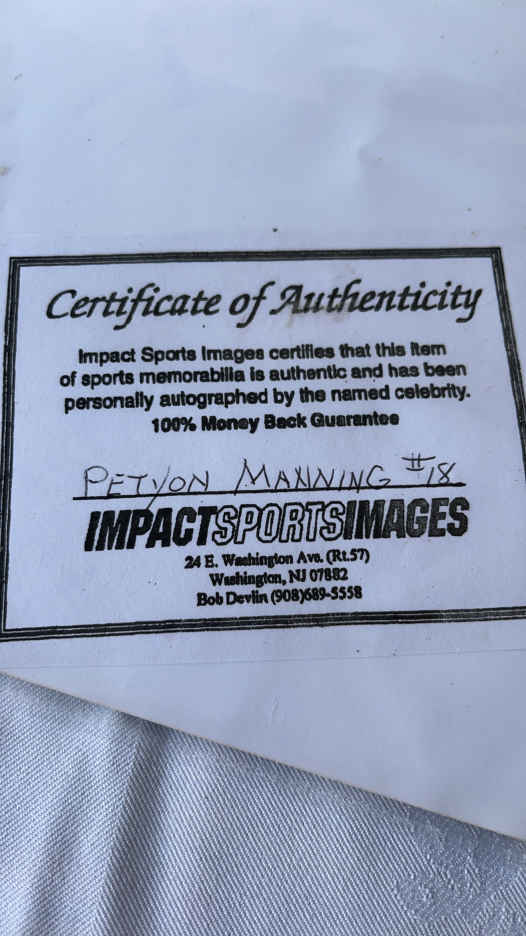 Certificate of Authenticity
Impact Sports Images certifies that this item
of sports memorabilia is authentic and has been
personally autographed by the named celebrity.
100% Money Back Guarantee
PETYON MANNING #18
IMPACTSPORTSIMAGES
24 E. Washington Ave. (Rt.57)
Washington, NJ 07882
Bob Devlin (908)689-5558